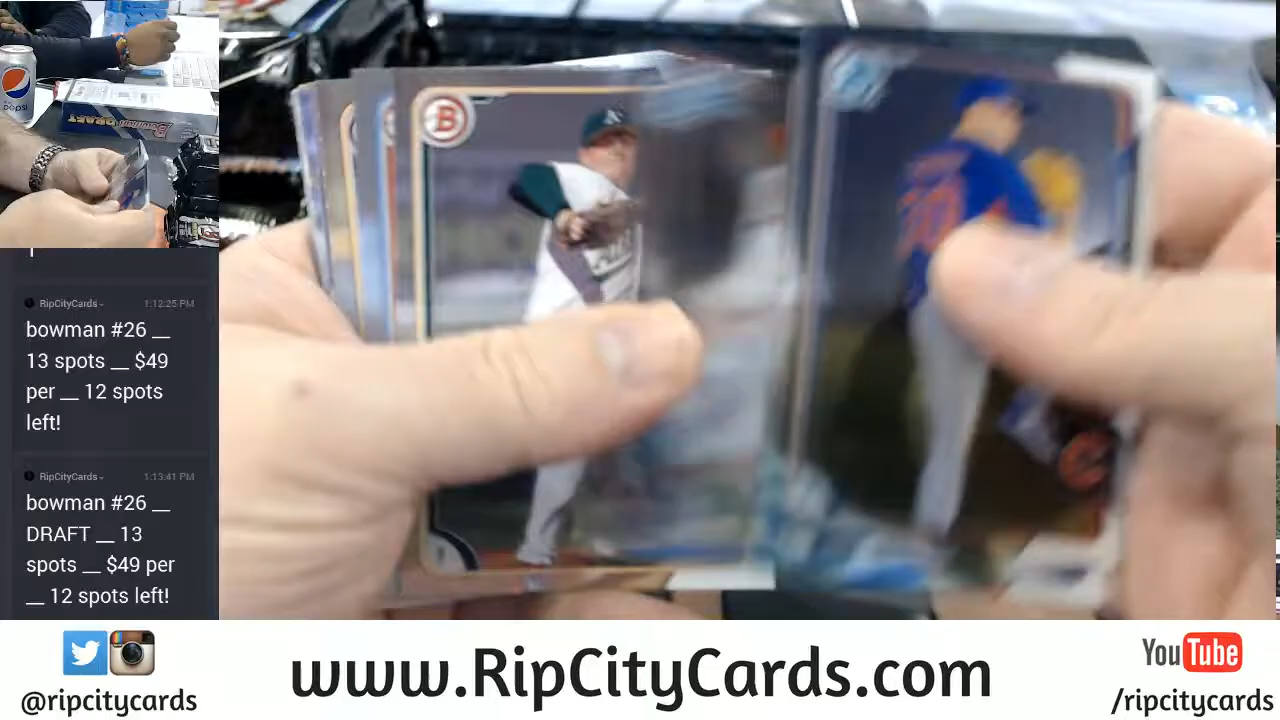 pepsi
Bowman DRAFT
RipCityCards 1:12:25 PM
bowman #26 __
13 spots __ $49
per __ 12 spots
left!
RipCityCards 1:13:41 PM
bowman #26 __
DRAFT __ 13
spots __ $49 per
__ 12 spots left!
B
@ripcitycards
www.RipCityCards.com
YouTube
/ripcitycards